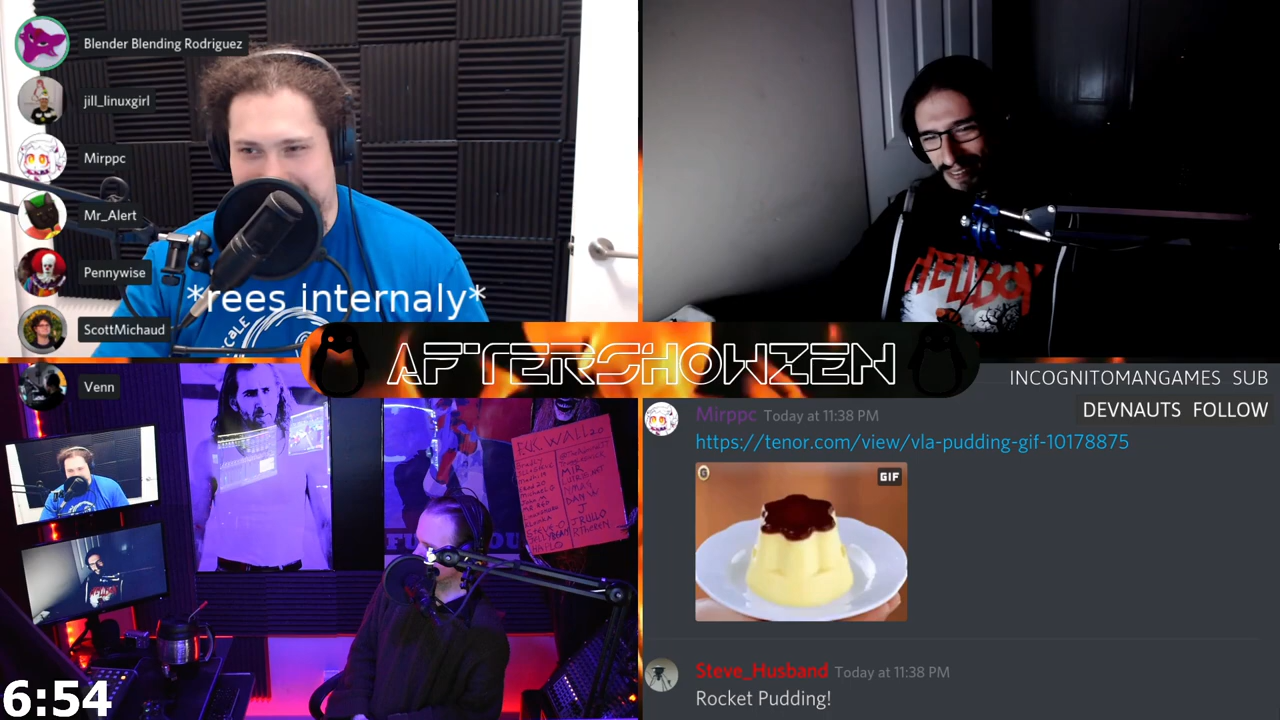 Blender Blending Rodriguez
jill_linuxgirl
Mirppc
Mr_Alert
Pennywise
ScottMichaud
Venn
*rees internaly*
HELLBOY
AFTERSHOWZEN
INCOGNITOMANGAMES SUB
DEVNAUTS FOLLOW
Mirppc Today at 11:38 PM
https://tenor.com/view/vla-pudding-gif-10178875
G
GIF
Steve_Husband Today at 11:38 PM
Rocket Pudding!
6:54